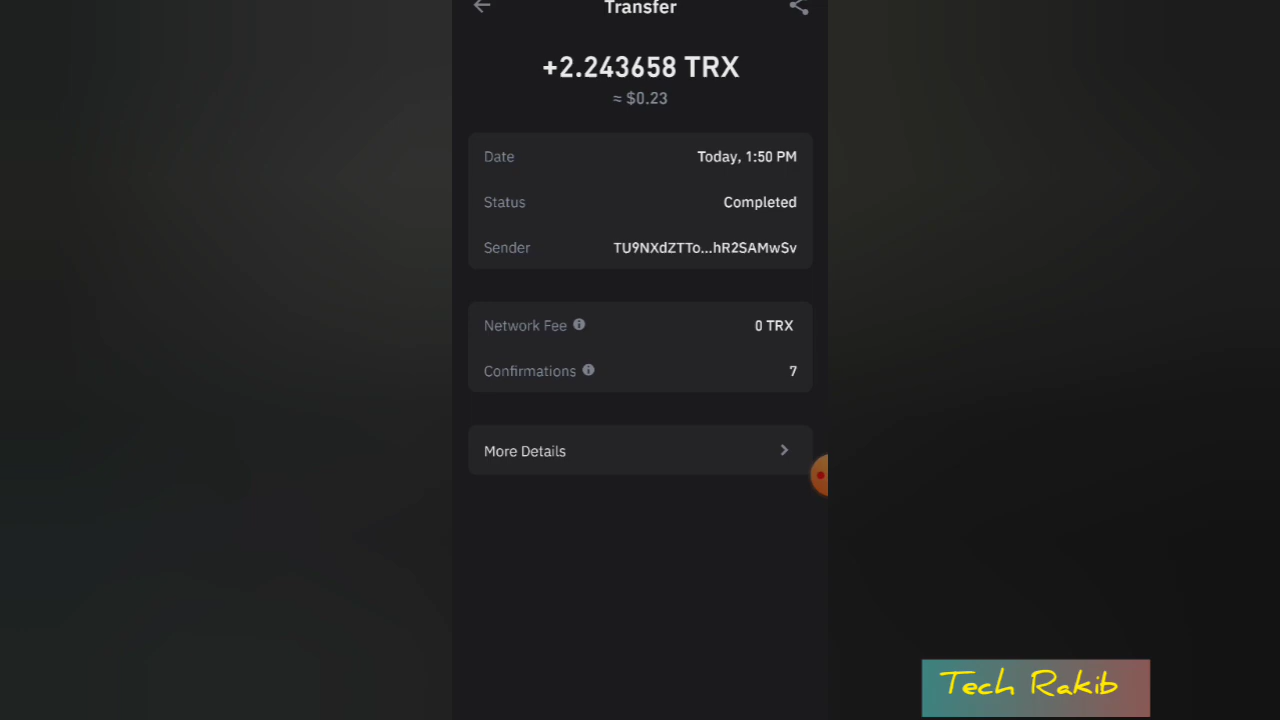 Transfer
+2.243658 TRX
≈ $0.23
Date Today, 1:50 PM
Status Completed
Sender TU9NXdZTTo...hR2SAMwSv
Network Fee 0 TRX
Confirmations 7
More Details
Tech Rakib